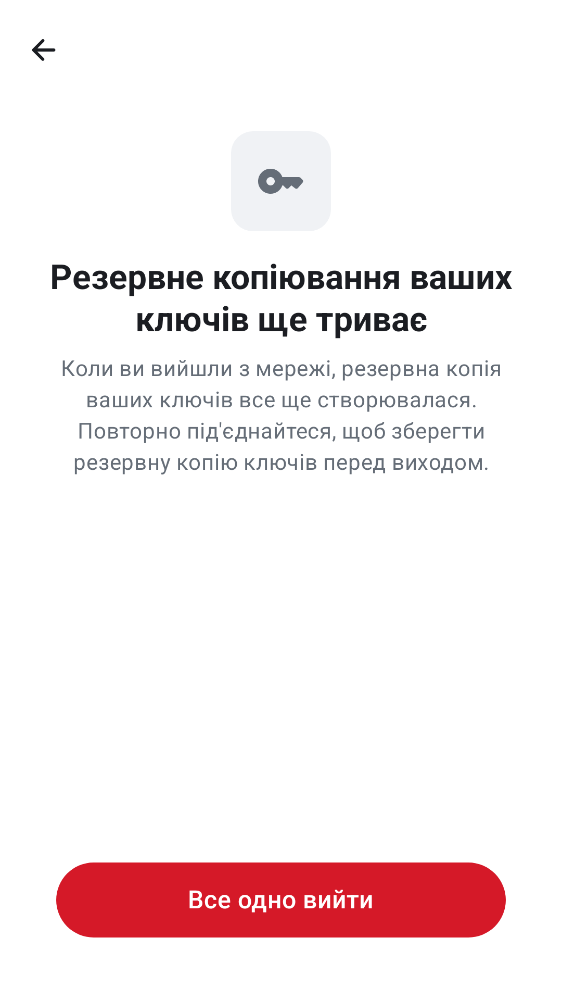 Резервне копіювання ваших
ключів ще триває
Коли ви вийшли з мережі, резервна копія
ваших ключів все ще створювалася.
Повторно під'єднайтеся, щоб зберегти
резервну копію ключів перед виходом.
Все одно вийти